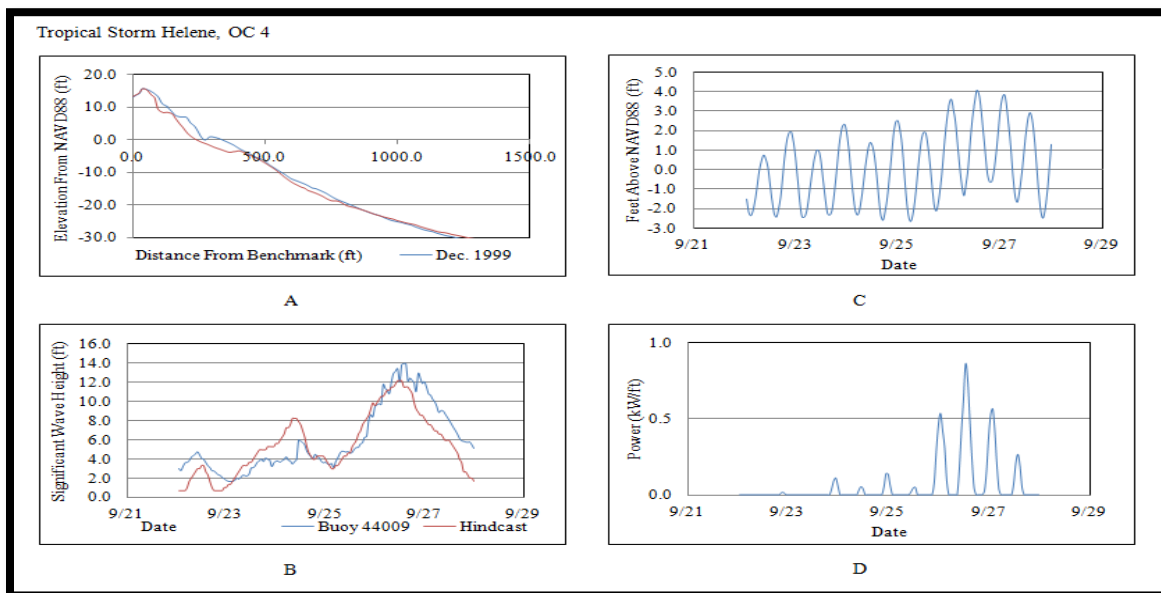 Tropical Storm Helene, OC 4
Elevation From NAWD88 (ft)
20.0
10.0
0.0
-10.0
-20.0
-30.0
0.0 500.0 1000.0 1500.0
Distance From Benchmark (ft) Dec. 1999
A
Feet Above NAWD88 (ft)
5.0
4.0
3.0
2.0
1.0
0.0
-1.0
-2.0
-3.0
9/21 9/23 9/25 9/27 9/29
Date
C
Significant Wave Height (ft)
16.0
14.0
12.0
10.0
8.0
6.0
4.0
2.0
0.0
9/21 9/23 9/25 9/27 9/29
Date Buoy 44009 Hindcast
B
Power (kW/ft)
1.0
0.5
0.0
9/21 9/23 9/25 9/27 9/29
Date
D